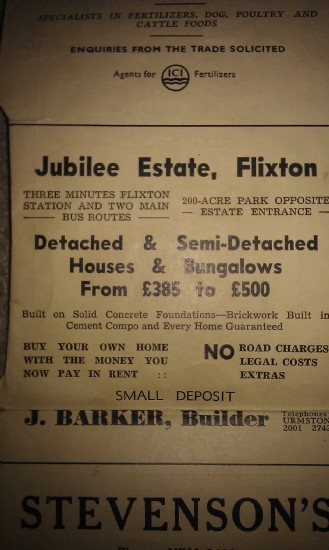 SPECIALISTS IN FERTILIZERS, DOG, POULTRY AND
CATTLE FOODS
ENQUIRIES FROM THE TRADE SOLICITED
Agents for ICI Fertilizers
Jubilee Estate, Flixton
THREE MINUTES FLIXTON
STATION AND TWO MAIN
BUS ROUTES
200-ACRE PARK OPPOSITE
ESTATE ENTRANCE
Detached & Semi-Detached
Houses & Bungalows
From £385 to £500
Built on Solid Concrete Foundations—Brickwork Built in
Cement Compo and Every Home Guaranteed
BUY YOUR OWN HOME
WITH THE MONEY YOU
NOW PAY IN RENT ::
NO ROAD CHARGES
LEGAL COSTS
EXTRAS
SMALL DEPOSIT
J. BARKER, Builder
Telephones
URMSTON
2001 2743
STEVENSON'S